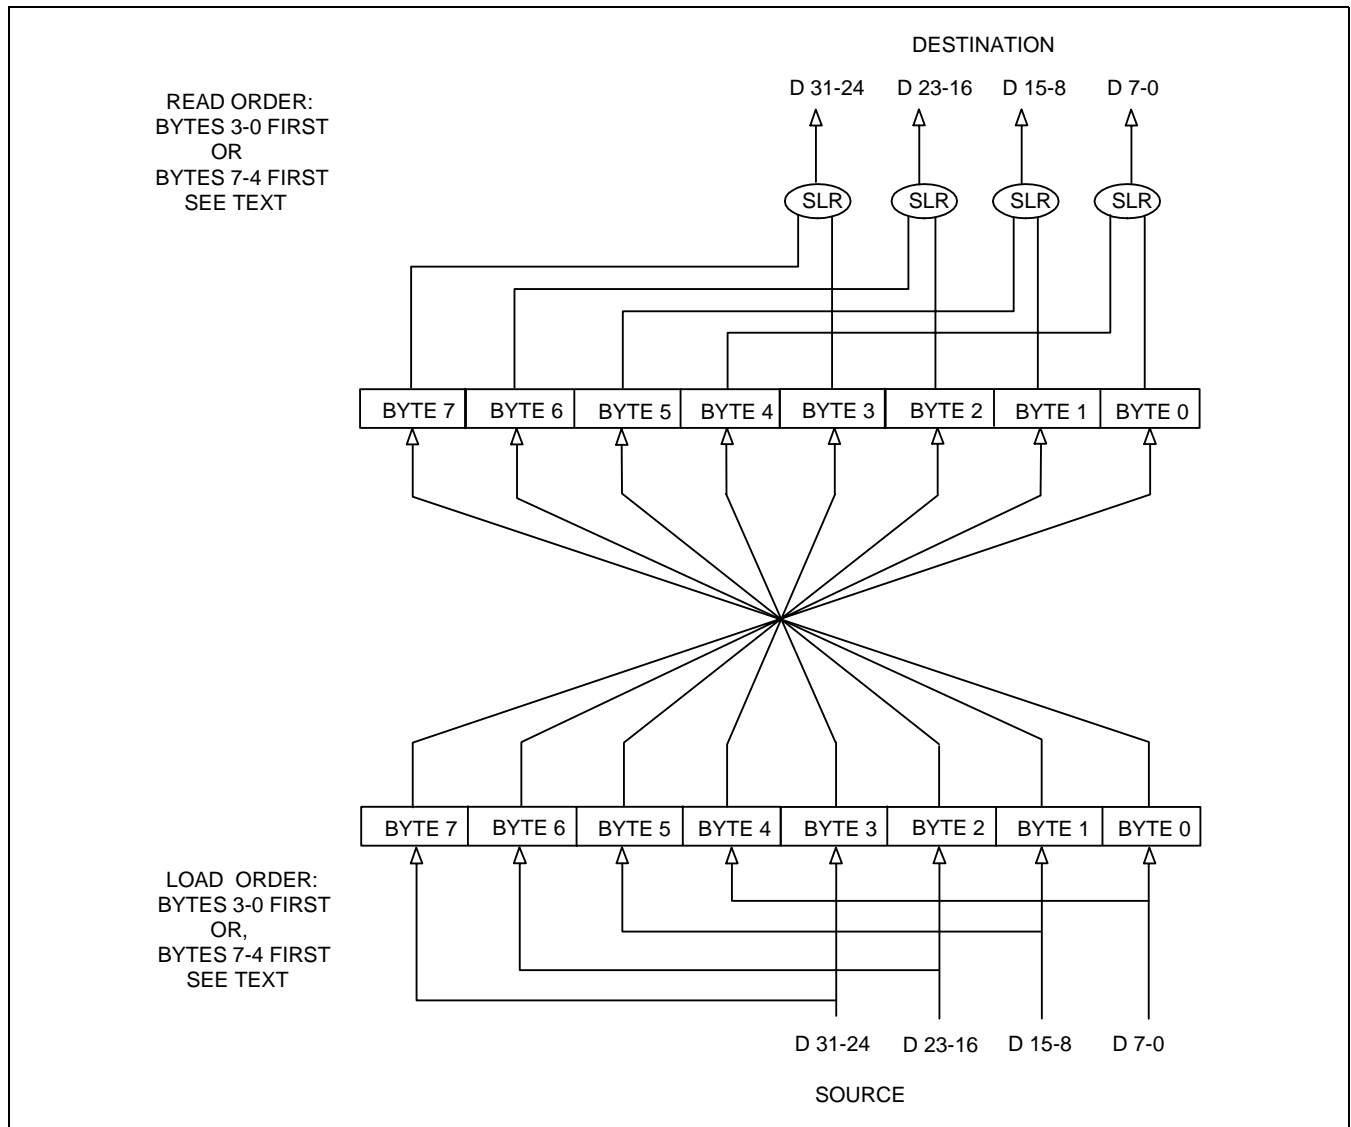 DESTINATION
D 31-24 D 23-16 D 15-8 D 7-0
READ ORDER:
BYTES 3-0 FIRST
OR
BYTES 7-4 FIRST
SEE TEXT
SLR SLR SLR SLR
BYTE 7 BYTE 6 BYTE 5 BYTE 4 BYTE 3 BYTE 2 BYTE 1 BYTE 0
BYTE 7 BYTE 6 BYTE 5 BYTE 4 BYTE 3 BYTE 2 BYTE 1 BYTE 0
LOAD ORDER:
BYTES 3-0 FIRST
OR,
BYTES 7-4 FIRST
SEE TEXT
D 31-24 D 23-16 D 15-8 D 7-0
SOURCE